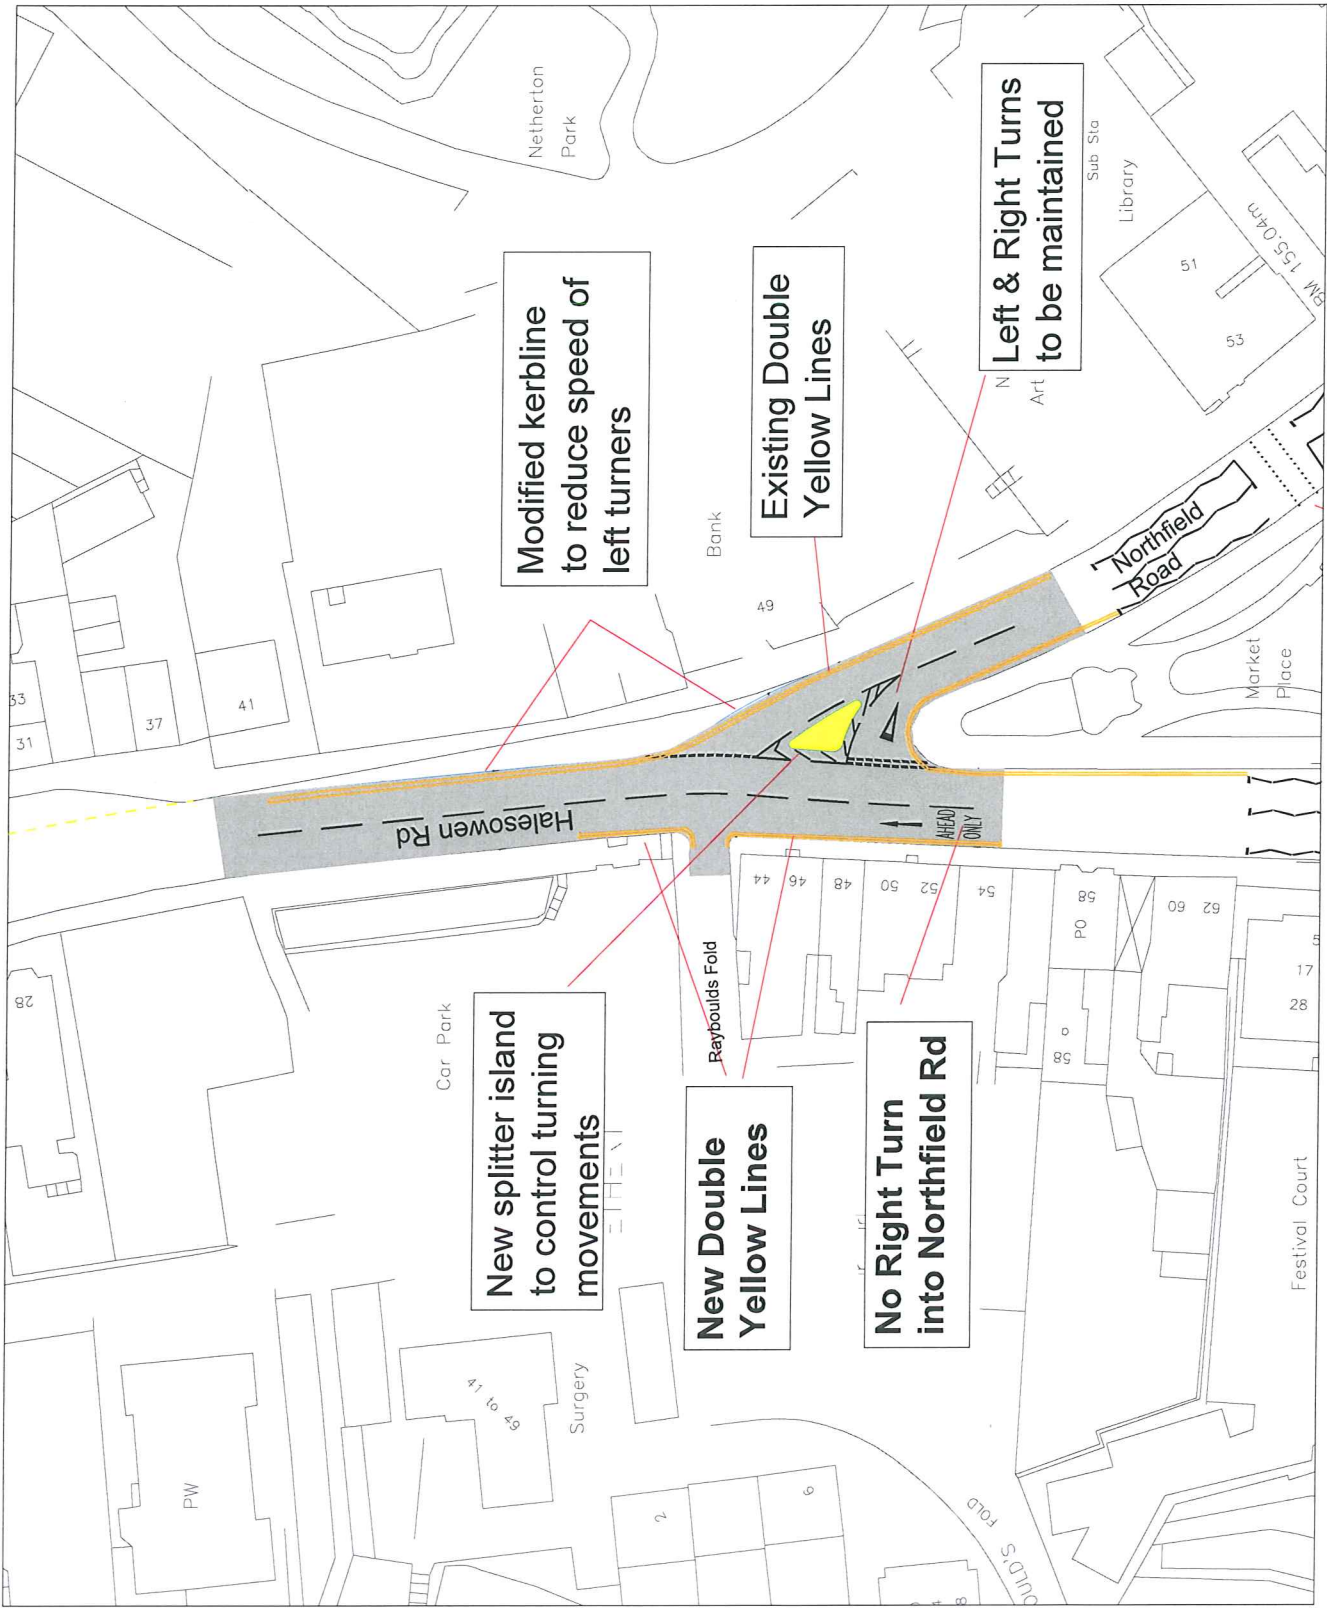 Netherton
Park
Left & Right Turns
to be maintained
Sub Sta
Library
N
Art
51
53
BM 155.04m
Modified kerbline
to reduce speed of
left turners
Existing Double
Yellow Lines
Bank
49
Northfield
Road
Market
Place
33
31
37
41
Halesowen Rd
AHEAD
ONLY
44
46
48
50
52
54
58
PO
60
62
17
28
58
a
28
Car Park
Rayboulds Fold
New splitter island
to control turning
movements
New Double
Yellow Lines
No Right Turn
into Northfield Rd
Festival Court
PW
41
to
49
Surgery
2
6
OULD'S FOLD